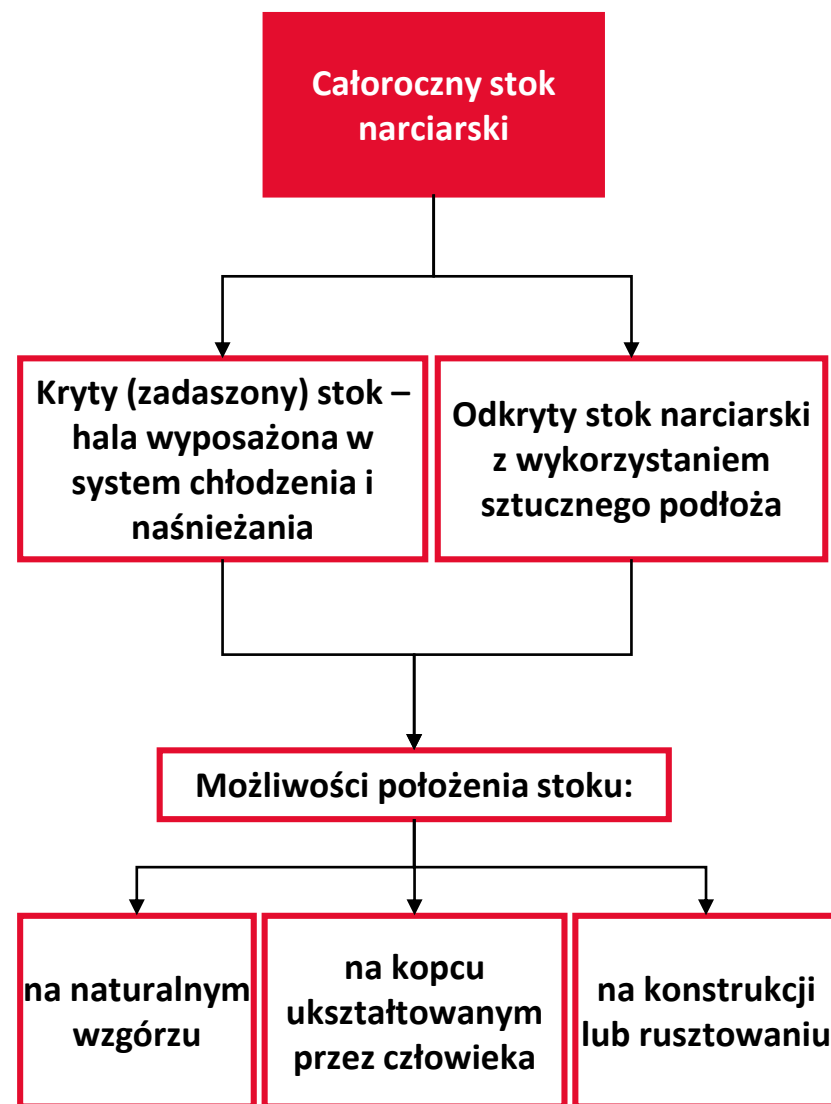 Całoroczny stok
narciarski
Kryty (zadaszony) stok –
hala wyposażona w
system chłodzenia i
naśnieżania
Odkryty stok narciarski
z wykorzystaniem
sztucznego podłoża
Możliwości położenia stoku:
na naturalnym
wzgórzu
na kopcu
ukształtowanym
przez człowieka
na konstrukcji
lub rusztowaniu